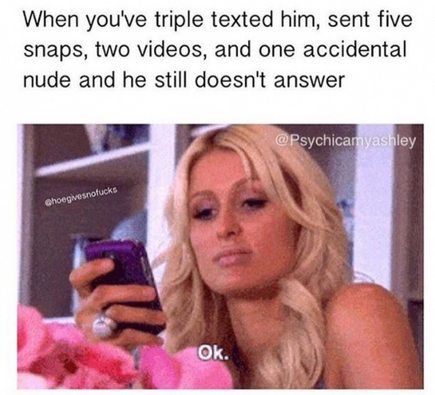 When you've triple texted him, sent five
snaps, two videos, and one accidental
nude and he still doesn't answer
@Psychicamyashley
@hoegivesnofucks
Ok.